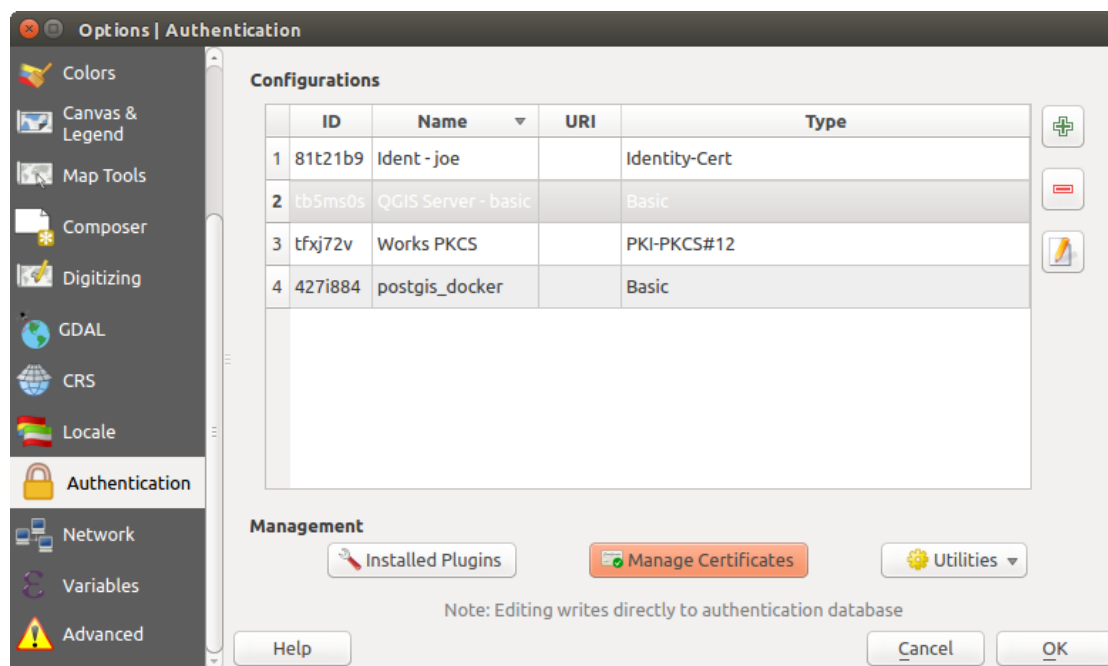 Options | Authentication
Colors
Canvas &
Legend
Map Tools
Composer
Digitizing
GDAL
CRS
Locale
Authentication
Network
Variables
Advanced
Configurations
ID Name URI Type
1 81t21b9 Ident - joe Identity-Cert
2 tb5ms0s QGIS Server - basic Basic
3 tfxj72v Works PKCS PKI-PKCS#12
4 427i884 postgis_docker Basic
Management
Installed Plugins Manage Certificates Utilities
Note: Editing writes directly to authentication database
Help Cancel OK